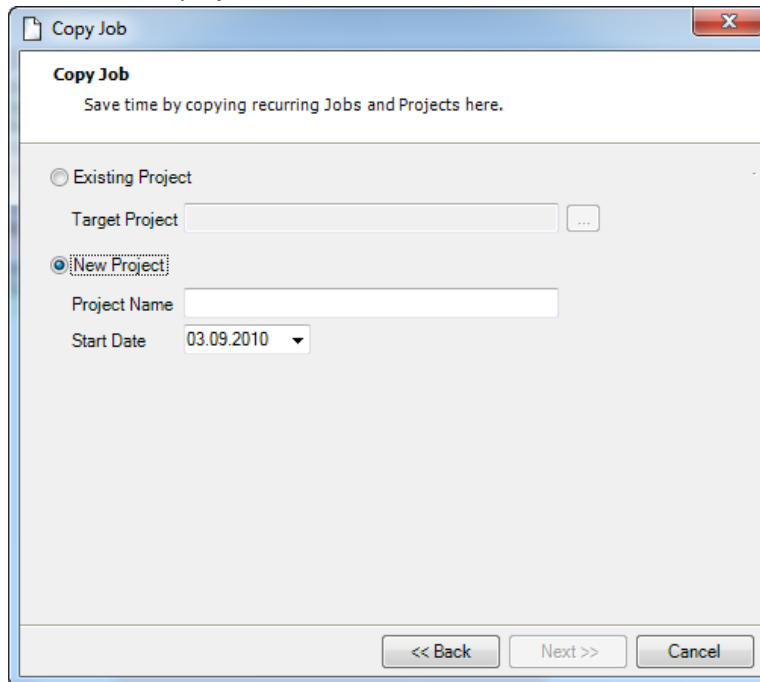 Copy Job
Copy Job
Save time by copying recurring Jobs and Projects here.
Existing Project
Target Project ...
New Project
Project Name
Start Date 03.09.2010
<< Back Next >> Cancel